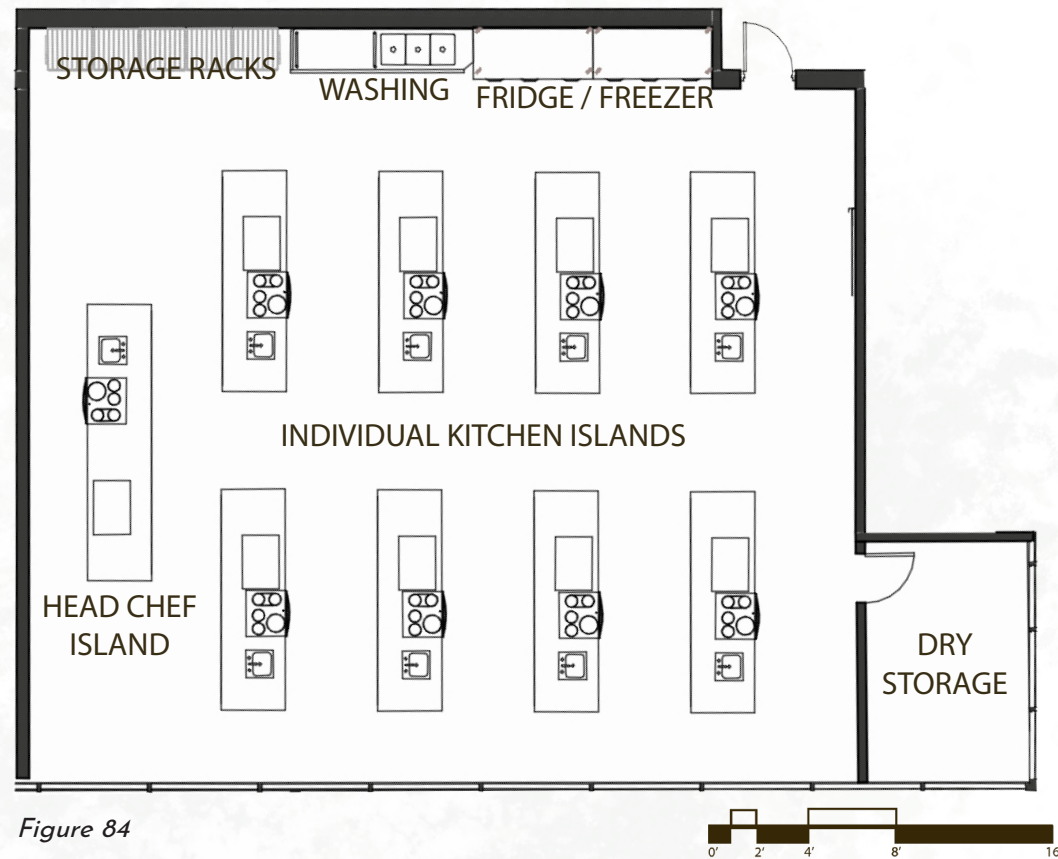 STORAGE RACKS
WASHING
FRIDGE / FREEZER
INDIVIDUAL KITCHEN ISLANDS
HEAD CHEF
ISLAND
DRY
STORAGE
Figure 84
0' 2' 4' 8' 16